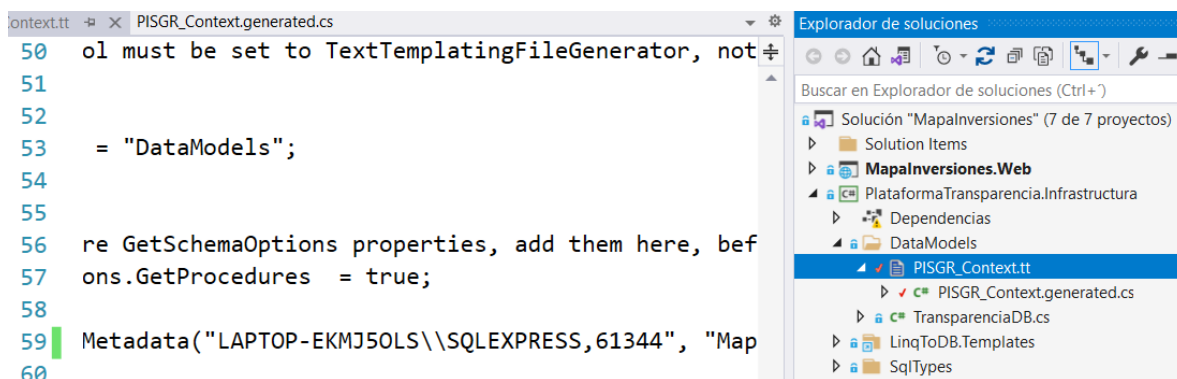 ontext.tt
PISGR_Context.generated.cs
50 ol must be set to TextTemplatingFileGenerator, not
51
52
53 = "DataModels";
54
55
56 re GetSchemaOptions properties, add them here, bef
57 ons.GetProcedures = true;
58
59 Metadata("LAPTOP-EKMJ5OLS\\SQLEXPRESS,61344", "Map
60
Explorador de soluciones
Buscar en Explorador de soluciones (Ctrl+´)
Solución "MapaInversiones" (7 de 7 proyectos)
Solution Items
MapaInversiones.Web
PlataformaTransparencia.Infrastructura
Dependencias
DataModels
PISGR_Context.tt
C# PISGR_Context.generated.cs
C# TransparenciaDB.cs
LinqToDB.Templates
SqlTypes